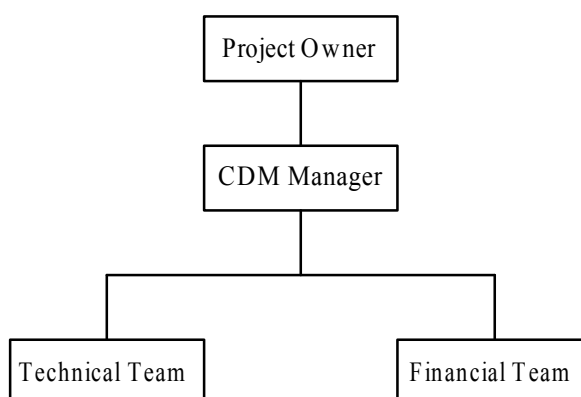 Project Owner
CDM Manager
Technical Team
Financial Team